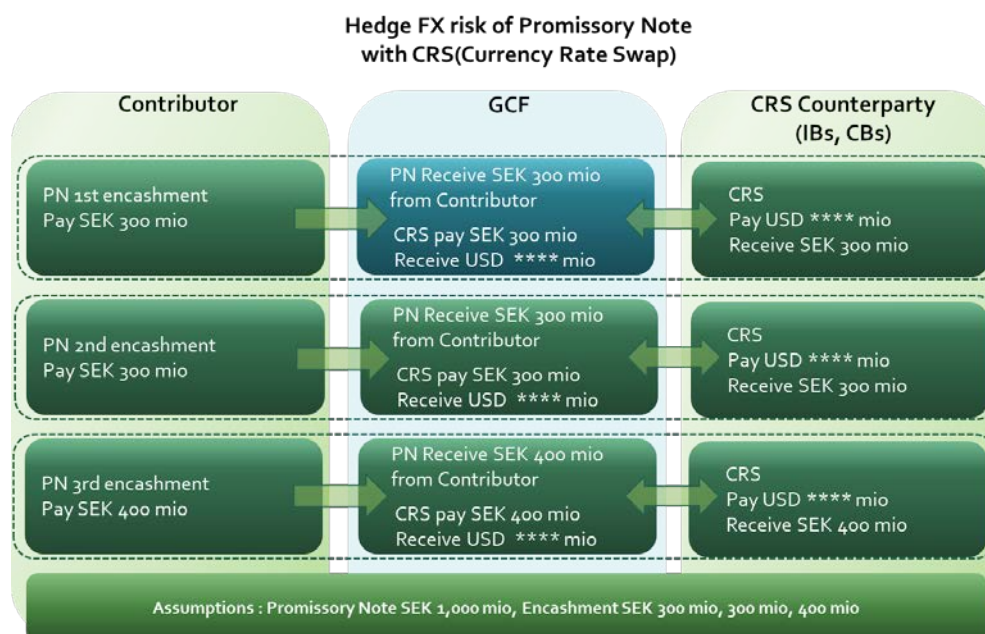 Hedge FX risk of Promissory Note
with CRS(Currency Rate Swap)
Contributor
GCF
CRS Counterparty
(IBs, CBs)
PN 1st encashment
Pay SEK 300 mio
PN Receive SEK 300 mio
from Contributor
CRS pay SEK 300 mio
Receive USD **** mio
CRS
Pay USD **** mio
Receive SEK 300 mio
PN 2nd encashment
Pay SEK 300 mio
PN Receive SEK 300 mio
from Contributor
CRS pay SEK 300 mio
Receive USD **** mio
CRS
Pay USD **** mio
Receive SEK 300 mio
PN 3rd encashment
Pay SEK 400 mio
PN Receive SEK 400 mio
from Contributor
CRS pay SEK 400 mio
Receive USD **** mio
CRS
Pay USD **** mio
Receive SEK 400 mio
Assumptions : Promissory Note SEK 1,000 mio, Encashment SEK 300 mio, 300 mio, 400 mio